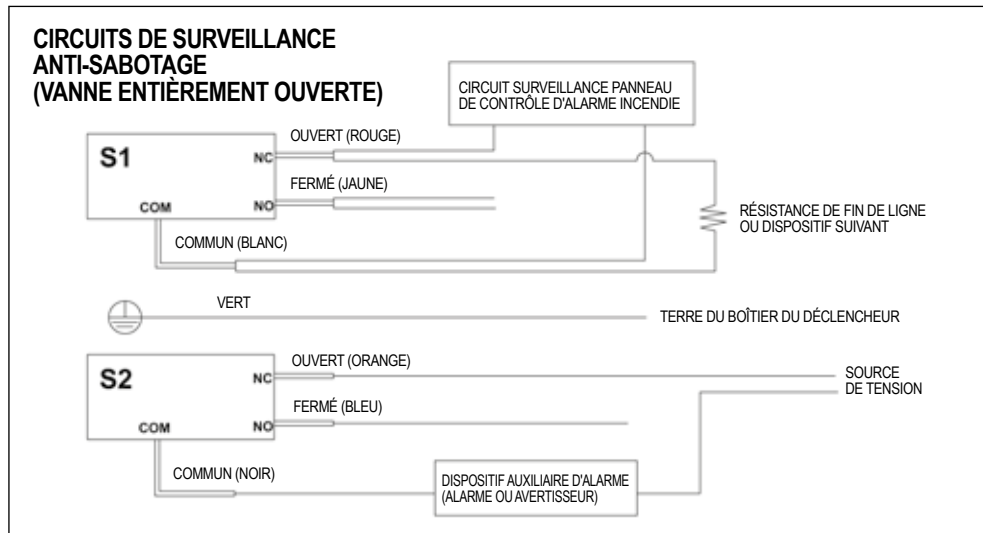 CIRCUITS DE SURVEILLANCE
ANTI-SABOTAGE
(VANNE ENTIÈREMENT OUVERTE)
CIRCUIT SURVEILLANCE PANNEAU
DE CONTRÔLE D'ALARME INCENDIE
OUVERT (ROUGE)
S1
NC
FERMÉ (JAUNE)
COM
NO
RÉSISTANCE DE FIN DE LIGNE
OU DISPOSITIF SUIVANT
COMMUN (BLANC)
VERT
TERRE DU BOÎTIER DU DÉCLENCHEUR
OUVERT (ORANGE)
S2
NC
SOURCE
DE TENSION
FERMÉ (BLEU)
COM
NO
COMMUN (NOIR)
DISPOSITIF AUXILIAIRE D'ALARME
(ALARME OU AVERTISSEUR)